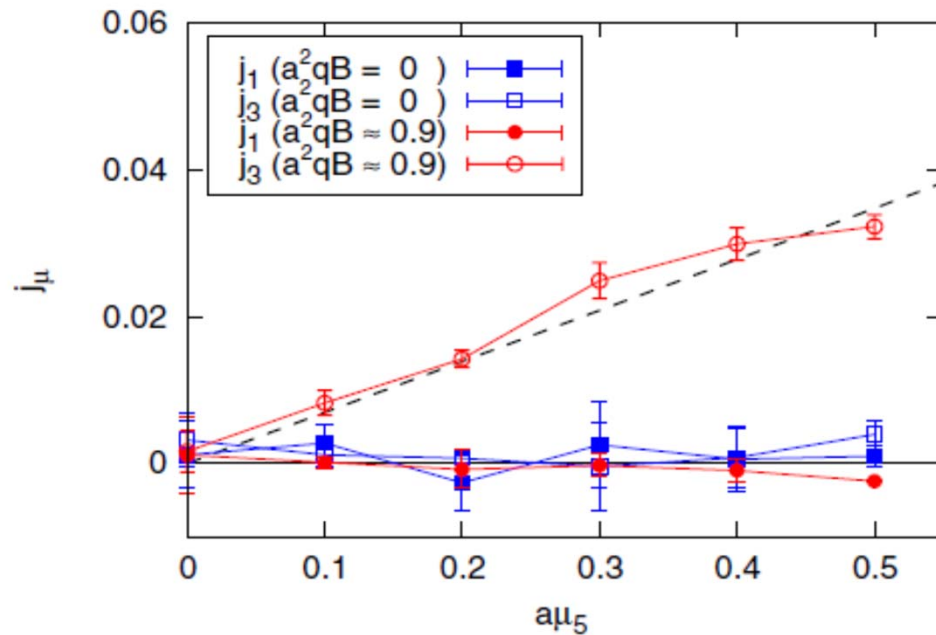 0.06
j₁ (a²qB = 0 )
j₃ (a²qB = 0 )
j₁ (a²qB ≈ 0.9)
j₃ (a²qB ≈ 0.9)
0.04
jμ
0.02
0
0 0.1 0.2 0.3 0.4 0.5
aμ₅